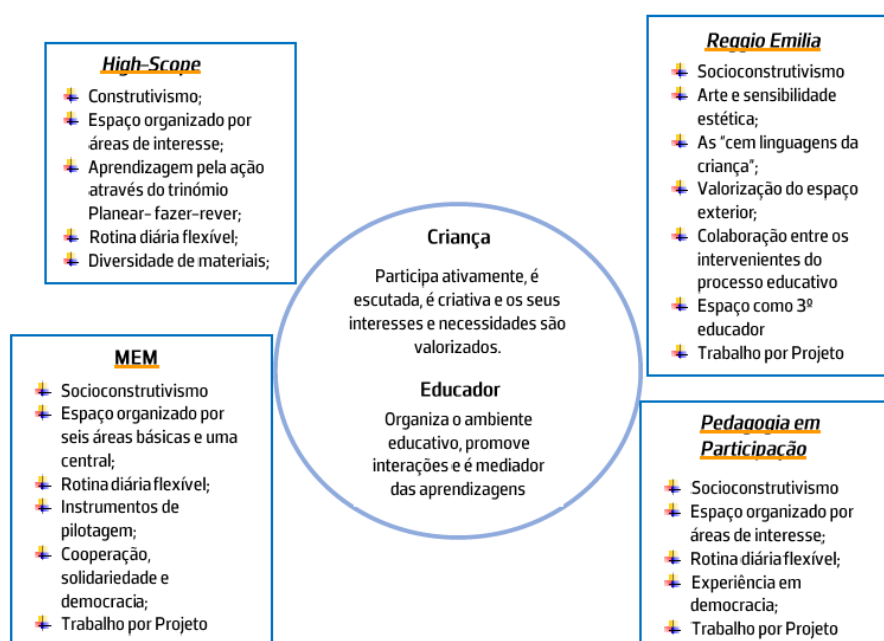 High-Scope
Construtivismo;
Espaço organizado por
áreas de interesse;
Aprendizagem pela ação
através do trinómio
Planear- fazer-rever;
Rotina diária flexível;
Diversidade de materiais;
Reggio Emilia
Socioconstrutivismo
Arte e sensibilidade
estética;
As "cem linguagens da
criança";
Valorização do espaço
exterior;
Colaboração entre os
intervenientes do
processo educativo
Espaço como 3º
educador
Trabalho por Projeto
Criança
Participa ativamente, é
escutada, é criativa e os seus
interesses e necessidades são
valorizados.
Educador
Organiza o ambiente
educativo, promove
interações e é mediador
das aprendizagens
MEM
Socioconstrutivismo
Espaço organizado por
seis áreas básicas e uma
central;
Rotina diária flexível;
Instrumentos de
pilotagem;
Cooperação,
solidariedade e
democracia;
Trabalho por Projeto
Pedagogia em
Participação
Socioconstrutivismo
Espaço organizado por
áreas de interesse;
Rotina diária flexível;
Experiência em
democracia;
Trabalho por Projeto